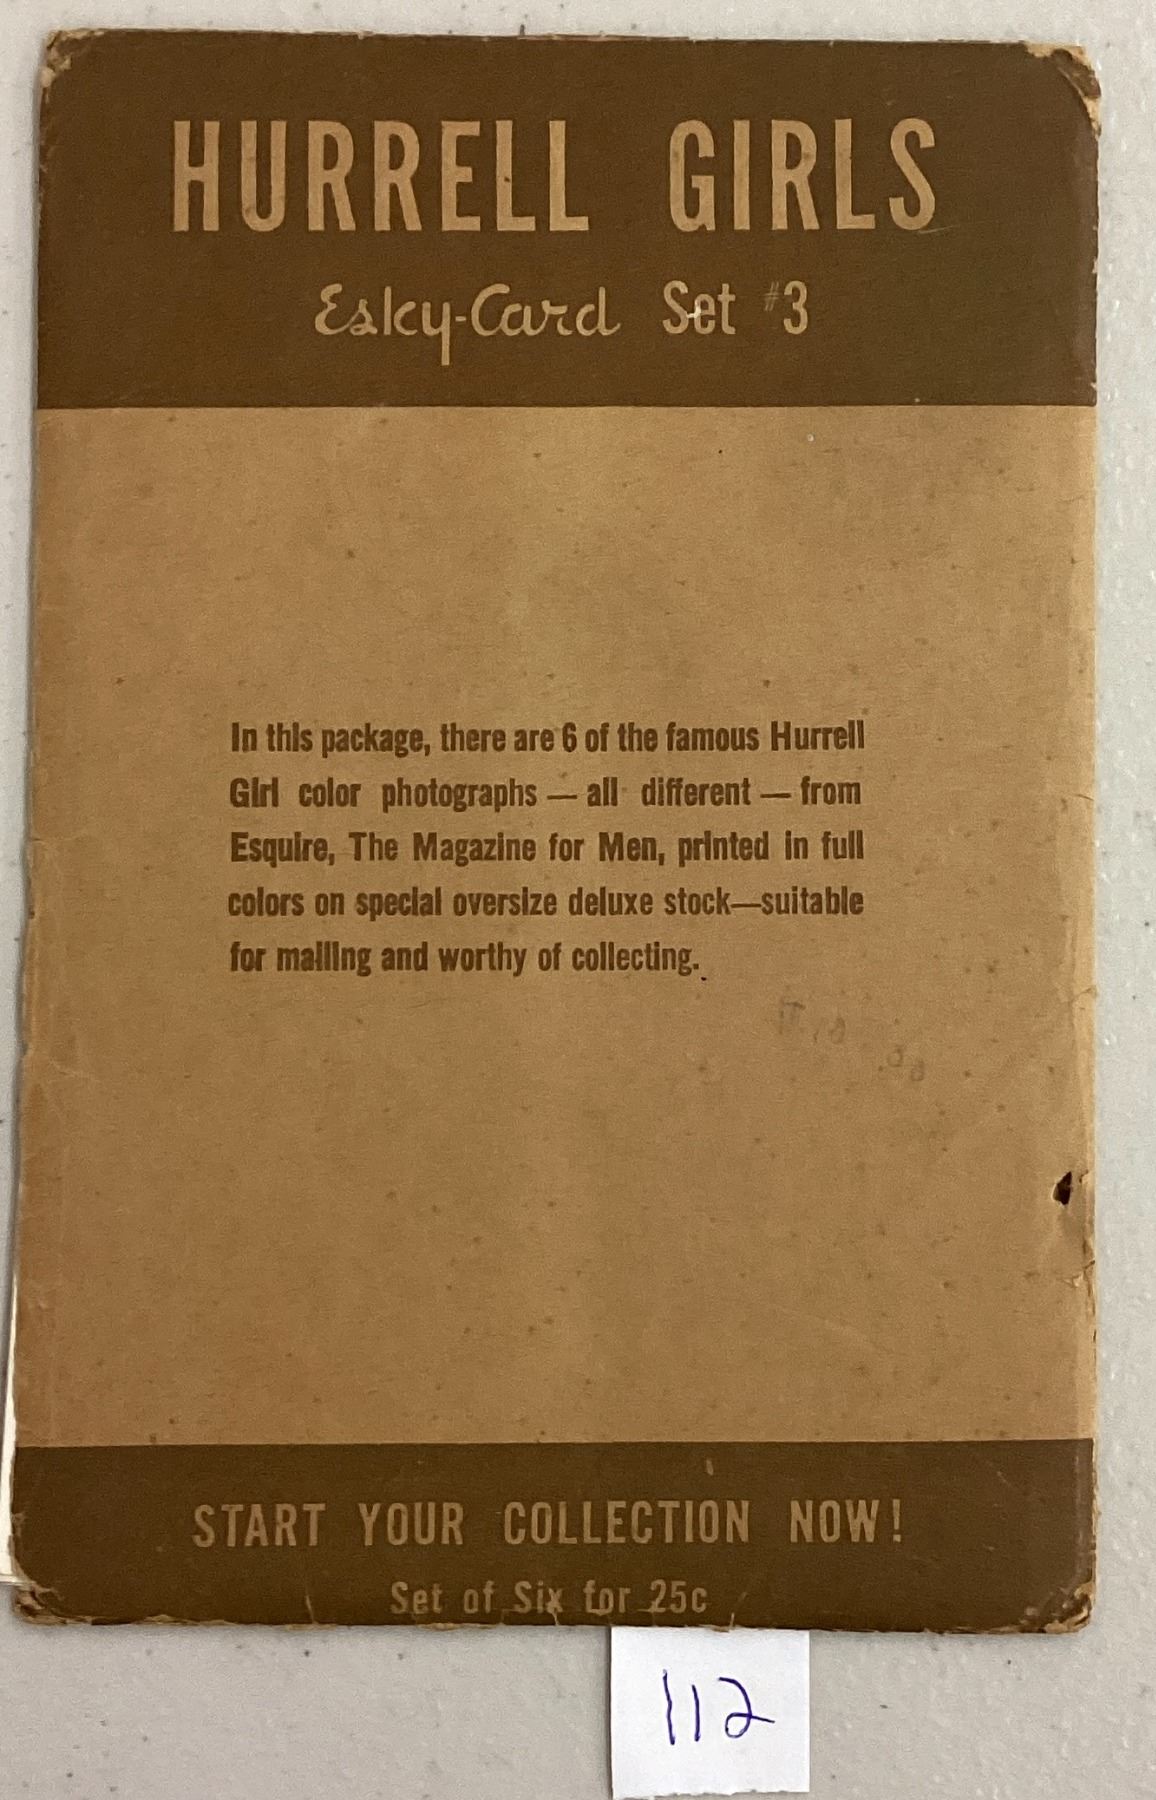 HURRELL GIRLS
Esky-Card Set #3
In this package, there are 6 of the famous Hurrell
Girl color photographs — all different — from
Esquire, The Magazine for Men, printed in full
colors on special oversize deluxe stock—suitable
for mailing and worthy of collecting.
START YOUR COLLECTION NOW!
Set of Six for 25c
112